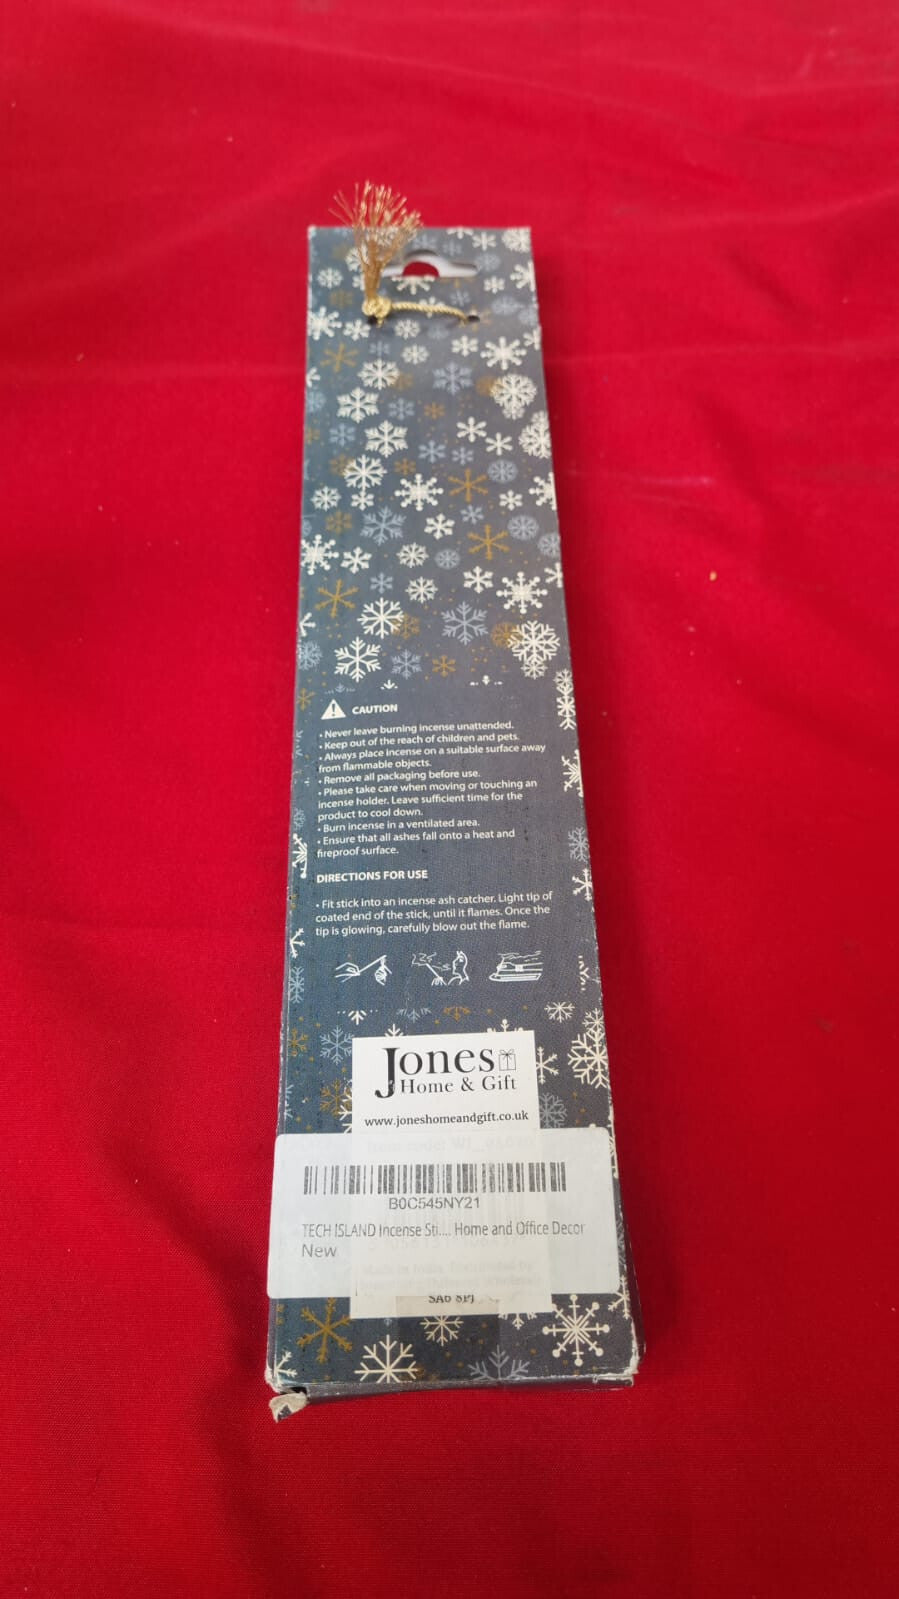 CAUTION
• Never leave burning incense unattended.
• Keep out of the reach of children and pets.
• Always place incense on a suitable surface away
from flammable objects.
• Remove all packaging before use.
• Please take care when moving or touching an
incense holder. Leave sufficient time for the
product to cool down.
• Burn incense in a ventilated area.
• Ensure that all ashes fall onto a heat and
fireproof surface.
DIRECTIONS FOR USE
• Fit stick into an incense ash catcher. Light tip of
coated end of the stick, until it flames. Once the
tip is glowing, carefully blow out the flame.
Jones
Home & Gift
www.joneshomeandgift.co.uk
B0C545NY21
TECH ISLAND Incense Sti.... Home and Office Decor
New
SA6 8PJ